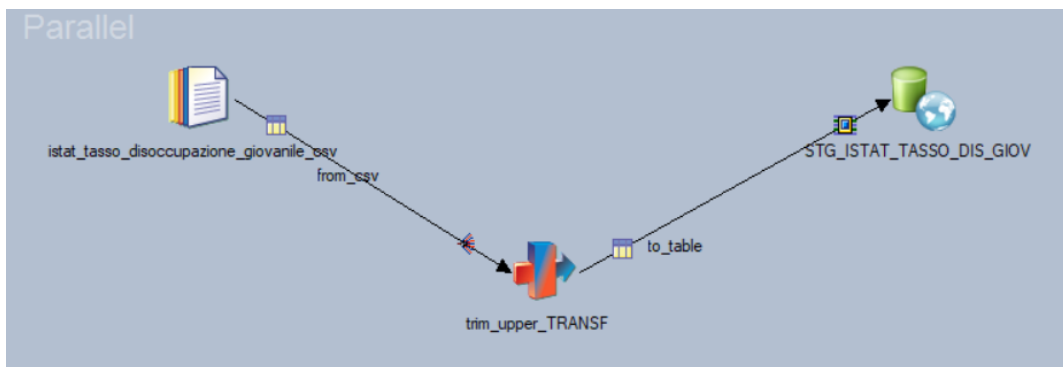 Parallel
istat_tasso_disoccupazione_giovanile_csv
from_csv
STG_ISTAT_TASSO_DIS_GIOV
to_table
trim_upper_TRANSF